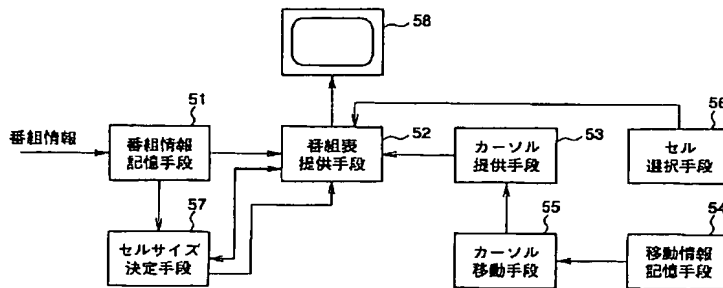 58
51
56
番組情報
番組情報
記憶手段
番組表
提供手段
52
カーソル
提供手段
53
セル
選択手段
57
55
54
セルサイズ
決定手段
カーソル
移動手段
移動情報
記憶手段